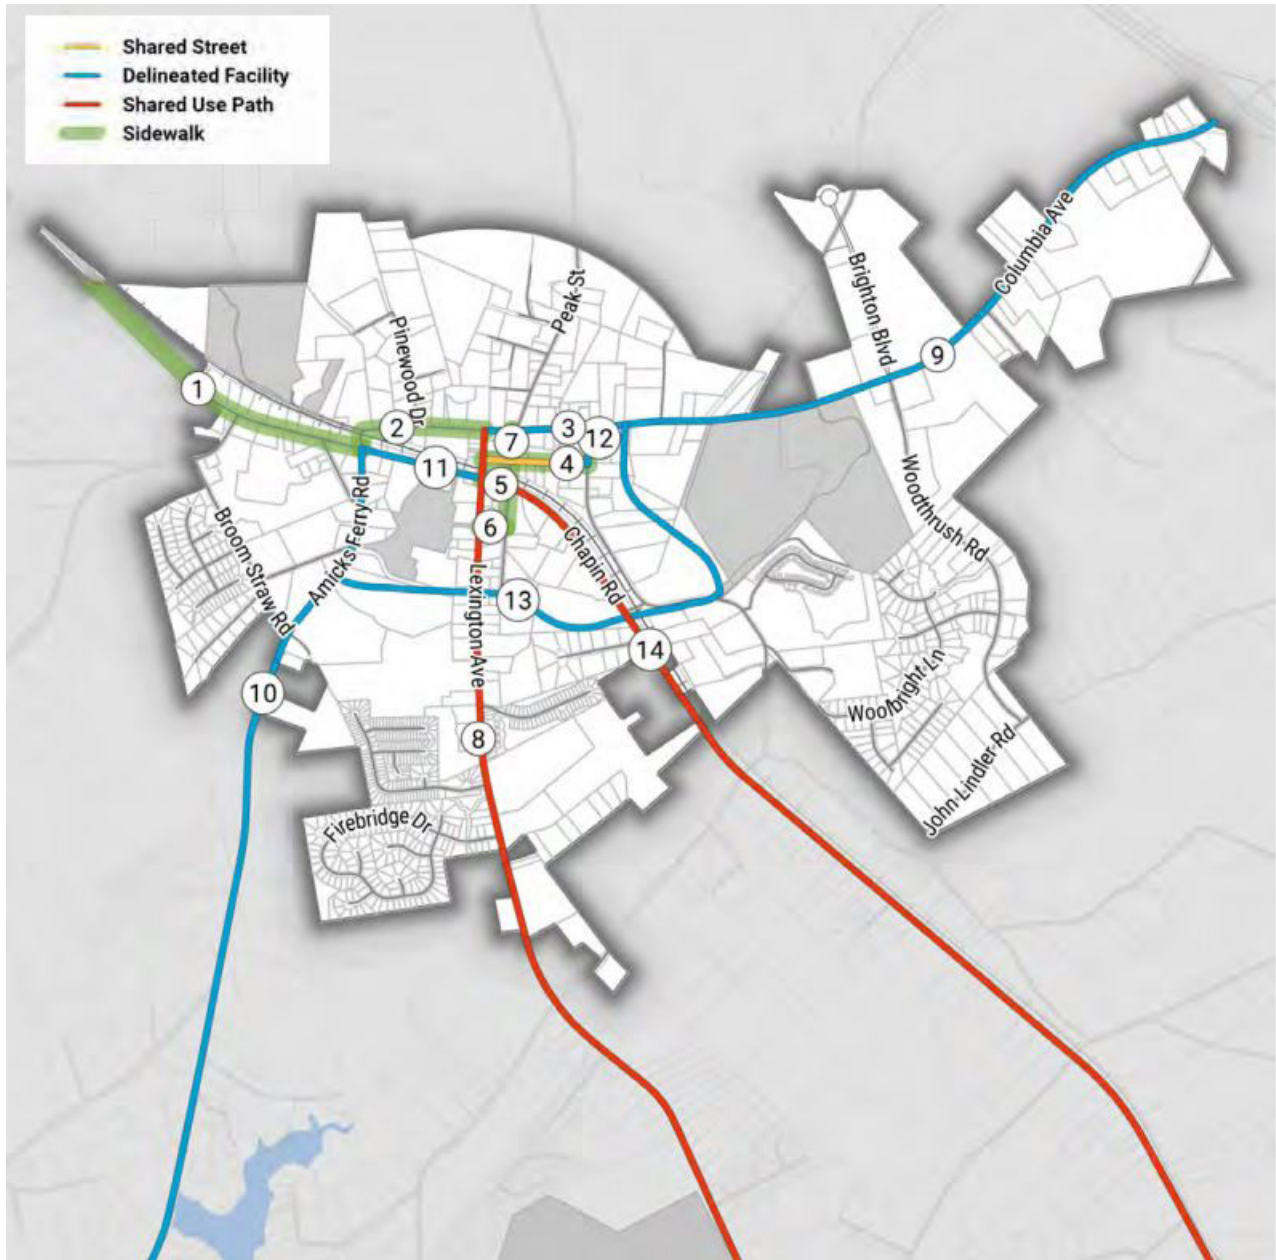 Shared Street
Delineated Facility
Shared Use Path
Sidewalk
Columbia Ave
Peak St
Brighton Blvd
Pinewood Dr
9
1
2
3
7
12
4
11
5
6
Woodthrush Rd
Broom Straw Rd
Amicks Ferry Rd
Chapin Rd
Lexington Ave
13
14
10
Woolbright Ln
8
John Lindler Rd
Firebridge Dr